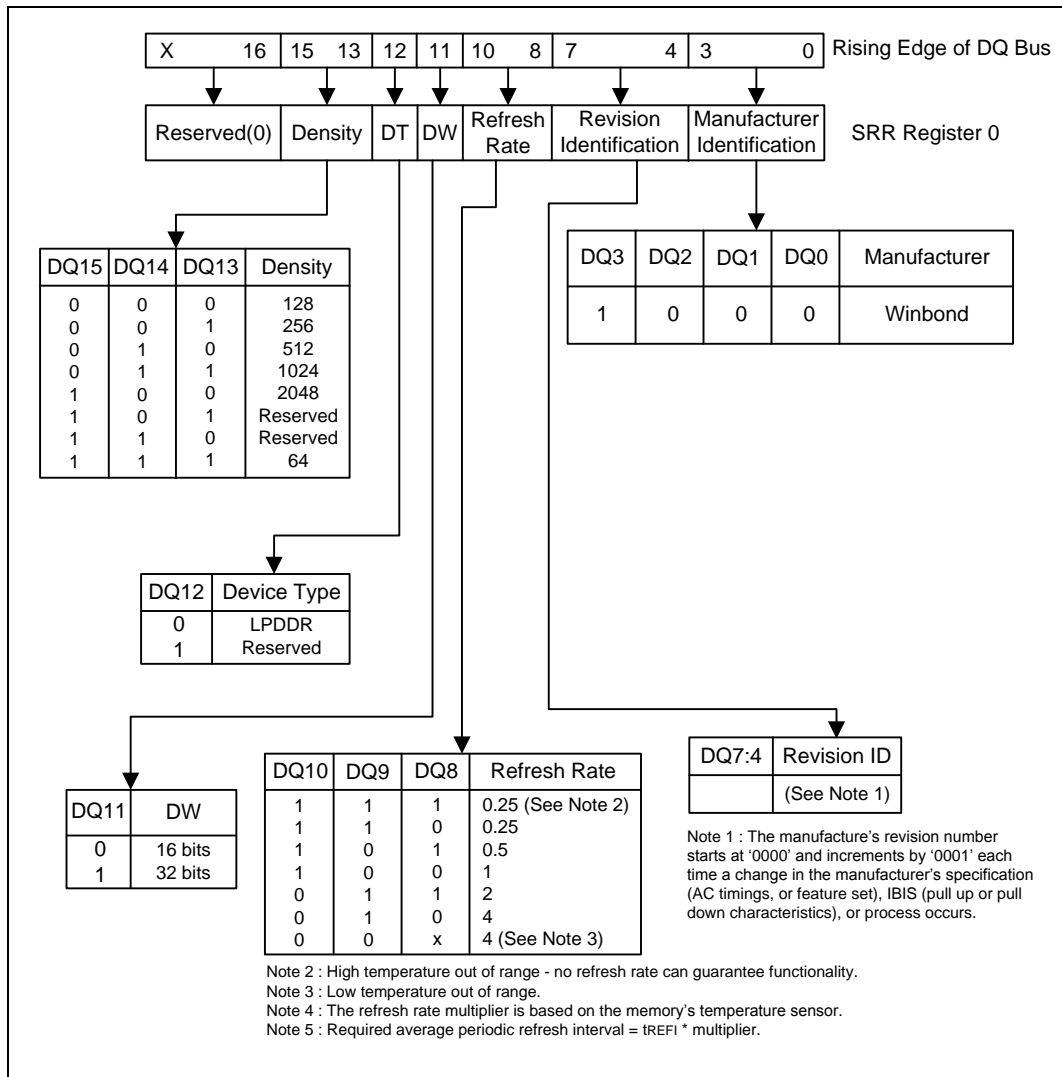 X 16 15 13 12 11 10 8 7 4 3 0 Rising Edge of DQ Bus
Reserved(0) Density DT DW Refresh Rate Revision Identification Manufacturer Identification SRR Register 0
DQ15 DQ14 DQ13 Density
0 0 0 128
0 0 1 256
0 1 0 512
0 1 1 1024
1 0 0 2048
1 0 1 Reserved
1 1 0 Reserved
1 1 1 64
DQ3 DQ2 DQ1 DQ0 Manufacturer
1 0 0 0 Winbond
DQ12 Device Type
0 LPDDR
1 Reserved
DQ11 DW
0 16 bits
1 32 bits
DQ10 DQ9 DQ8 Refresh Rate
1 1 1 0.25 (See Note 2)
1 1 0 0.25
1 0 1 0.5
1 0 0 1
0 1 1 2
0 1 0 4
0 0 x 4 (See Note 3)
DQ7:4 Revision ID
(See Note 1)
Note 1 : The manufacture's revision number
starts at ‘0000’ and increments by ‘0001’ each
time a change in the manufacturer's specification
(AC timings, or feature set), IBIS (pull up or pull
down characteristics), or process occurs.
Note 2 : High temperature out of range - no refresh rate can guarantee functionality.
Note 3 : Low temperature out of range.
Note 4 : The refresh rate multiplier is based on the memory's temperature sensor.
Note 5 : Required average periodic refresh interval = tREFI * multiplier.